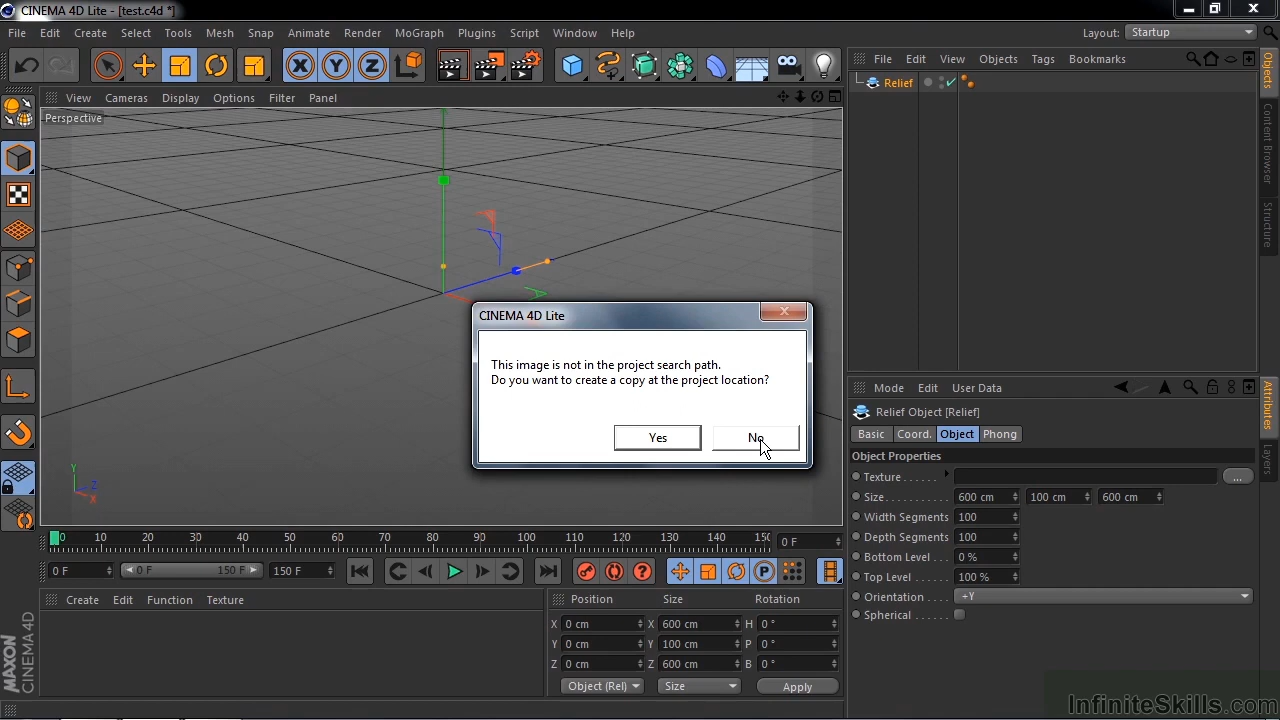 CINEMA 4D Lite - [test.c4d *]
File Edit Create Select Tools Mesh Snap Animate Render MoGraph Plugins Script Window Help
Layout: Startup
X Y Z
File Edit View Objects Tags Bookmarks
Relief
Objects
Content Browser
Structure
View Cameras Display Options Filter Panel
Perspective
Y
Z
X
CINEMA 4D Lite
This image is not in the project search path.
Do you want to create a copy at the project location?
Yes No
Mode Edit User Data
Attributes
Layers
Relief Object [Relief]
Basic Coord. Object Phong
Object Properties
Texture . . . . . . ...
Size . . . . . . . . . . . 600 cm 100 cm 600 cm
Width Segments 100
Depth Segments 100
Bottom Level . . . 0 %
Top Level . . . . . . 100 %
Orientation . . . . +Y
Spherical . . . . . .
0 10 20 30 40 50 60 70 80 90 100 110 120 130 140 150 0 F
0 F 0 F 150 F 150 F
? P
Create Edit Function Texture
Position Size Rotation
X 0 cm X 600 cm H 0 °
Y 0 cm Y 100 cm P 0 °
Z 0 cm Z 600 cm B 0 °
Object (Rel) Size Apply
MAXON
CINEMA 4D
InfiniteSkills.com